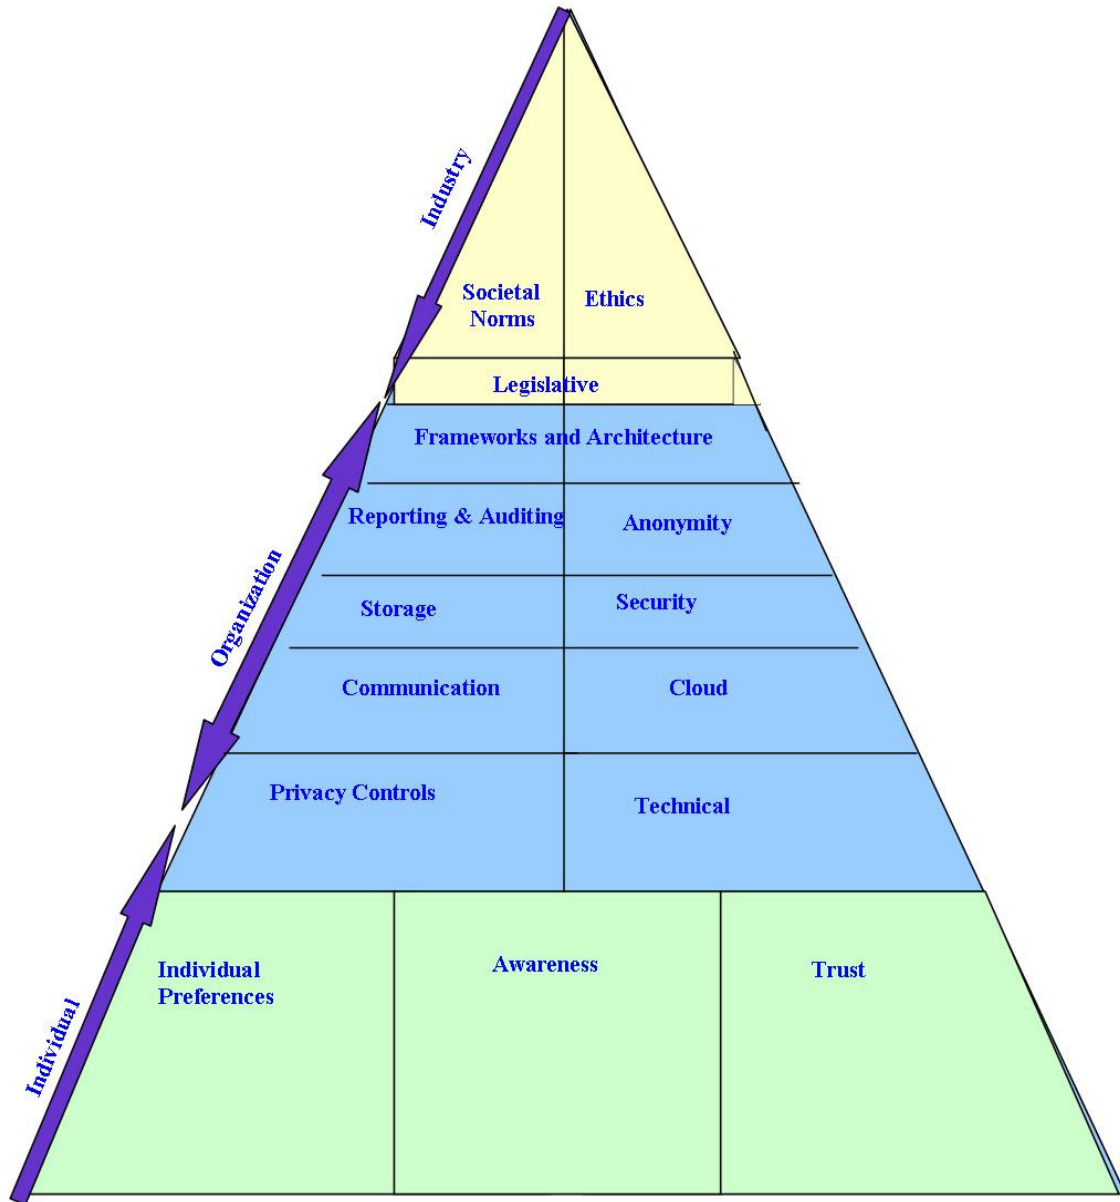 Industry
Societal
Norms
Ethics
Legislative
Frameworks and Architecture
Reporting & Auditing
Anonymity
Organization
Storage
Security
Communication
Cloud
Privacy Controls
Technical
Individual
Individual
Preferences
Awareness
Trust